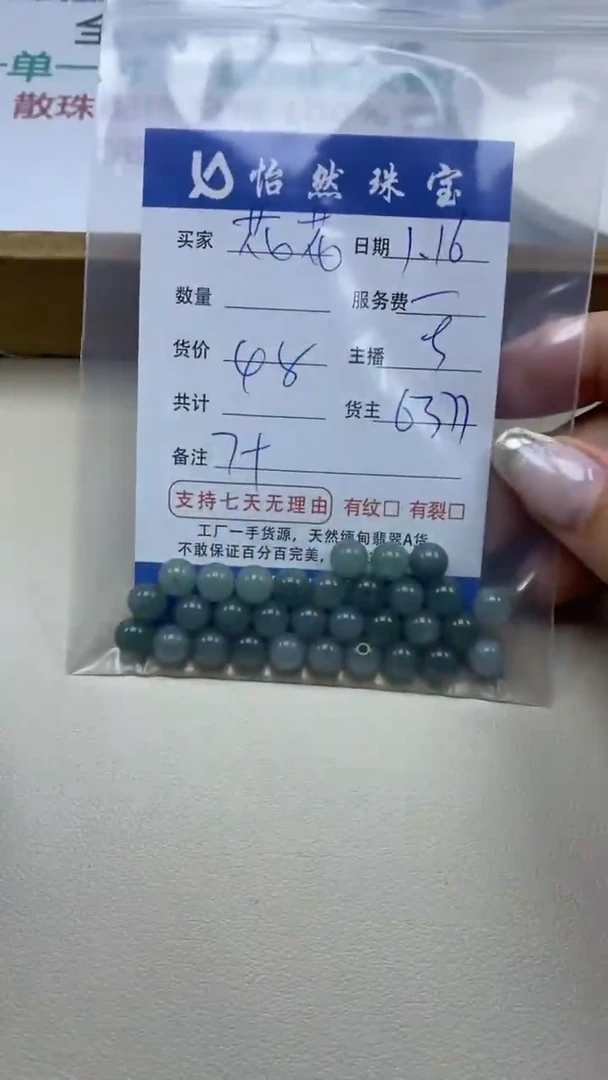 单一
散珠
怡然珠宝
买家 花花 日期 1.16
数量 服务费 一
货价 48 主播
共计 货主 6377
备注 7+
支持七天无理由 有纹□ 有裂□
工厂一手货源，天然缅甸翡翠A货
不敢保证百分百完美，